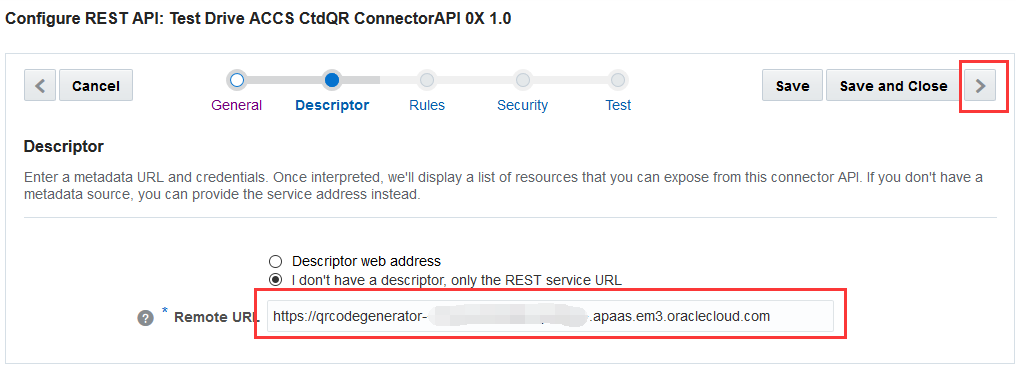 Configure REST API: Test Drive ACCS CtdQR ConnectorAPI 0X 1.0
Cancel
Save
Save and Close
General
Descriptor
Rules
Security
Test
Descriptor
Enter a metadata URL and credentials. Once interpreted, we'll display a list of resources that you can expose from this connector API. If you don't have a
metadata source, you can provide the service address instead.
Descriptor web address
I don't have a descriptor, only the REST service URL
? * Remote URL
https://qrcodegenerator- .apaas.em3.oraclecloud.com